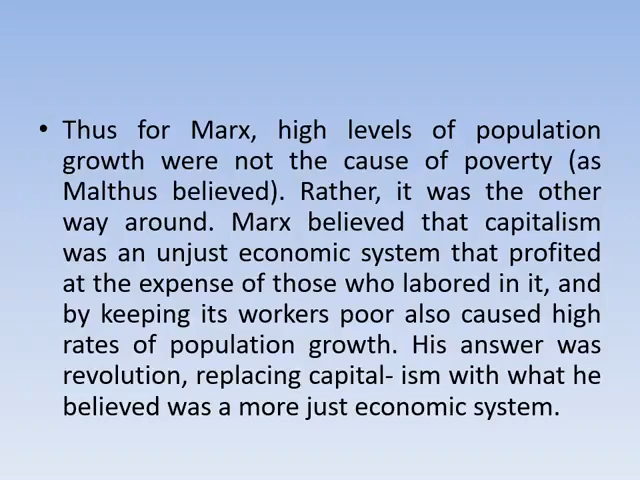 • Thus for Marx, high levels of population
growth were not the cause of poverty (as
Malthus believed). Rather, it was the other
way around. Marx believed that capitalism
was an unjust economic system that profited
at the expense of those who labored in it, and
by keeping its workers poor also caused high
rates of population growth. His answer was
revolution, replacing capital- ism with what he
believed was a more just economic system.